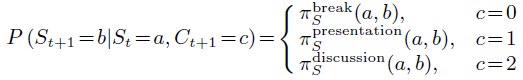 P (S_{t+1} = b|S_t = a, C_{t+1} = c) = { π_S^{break}(a, b), c = 0
π_S^{presentation}(a, b), c = 1
π_S^{discussion}(a, b), c = 2